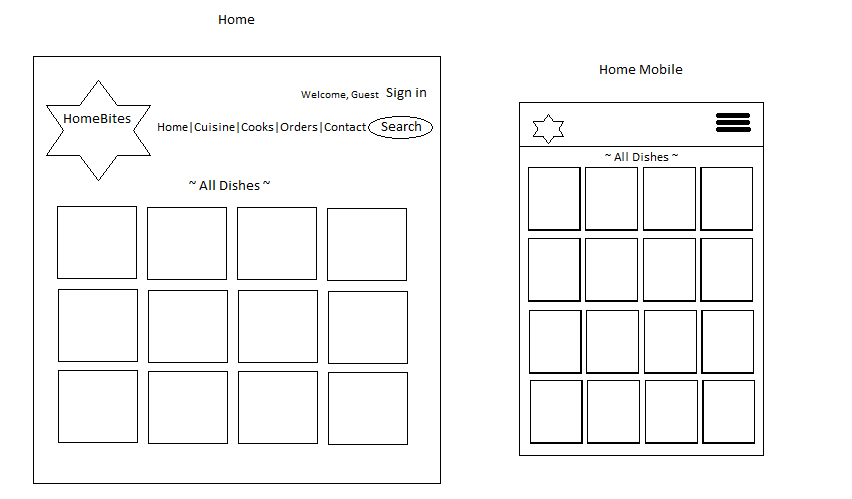 Home
Welcome, Guest Sign in
HomeBites
Home|Cuisine|Cooks|Orders|Contact Search
~ All Dishes ~
Home Mobile
~ All Dishes ~